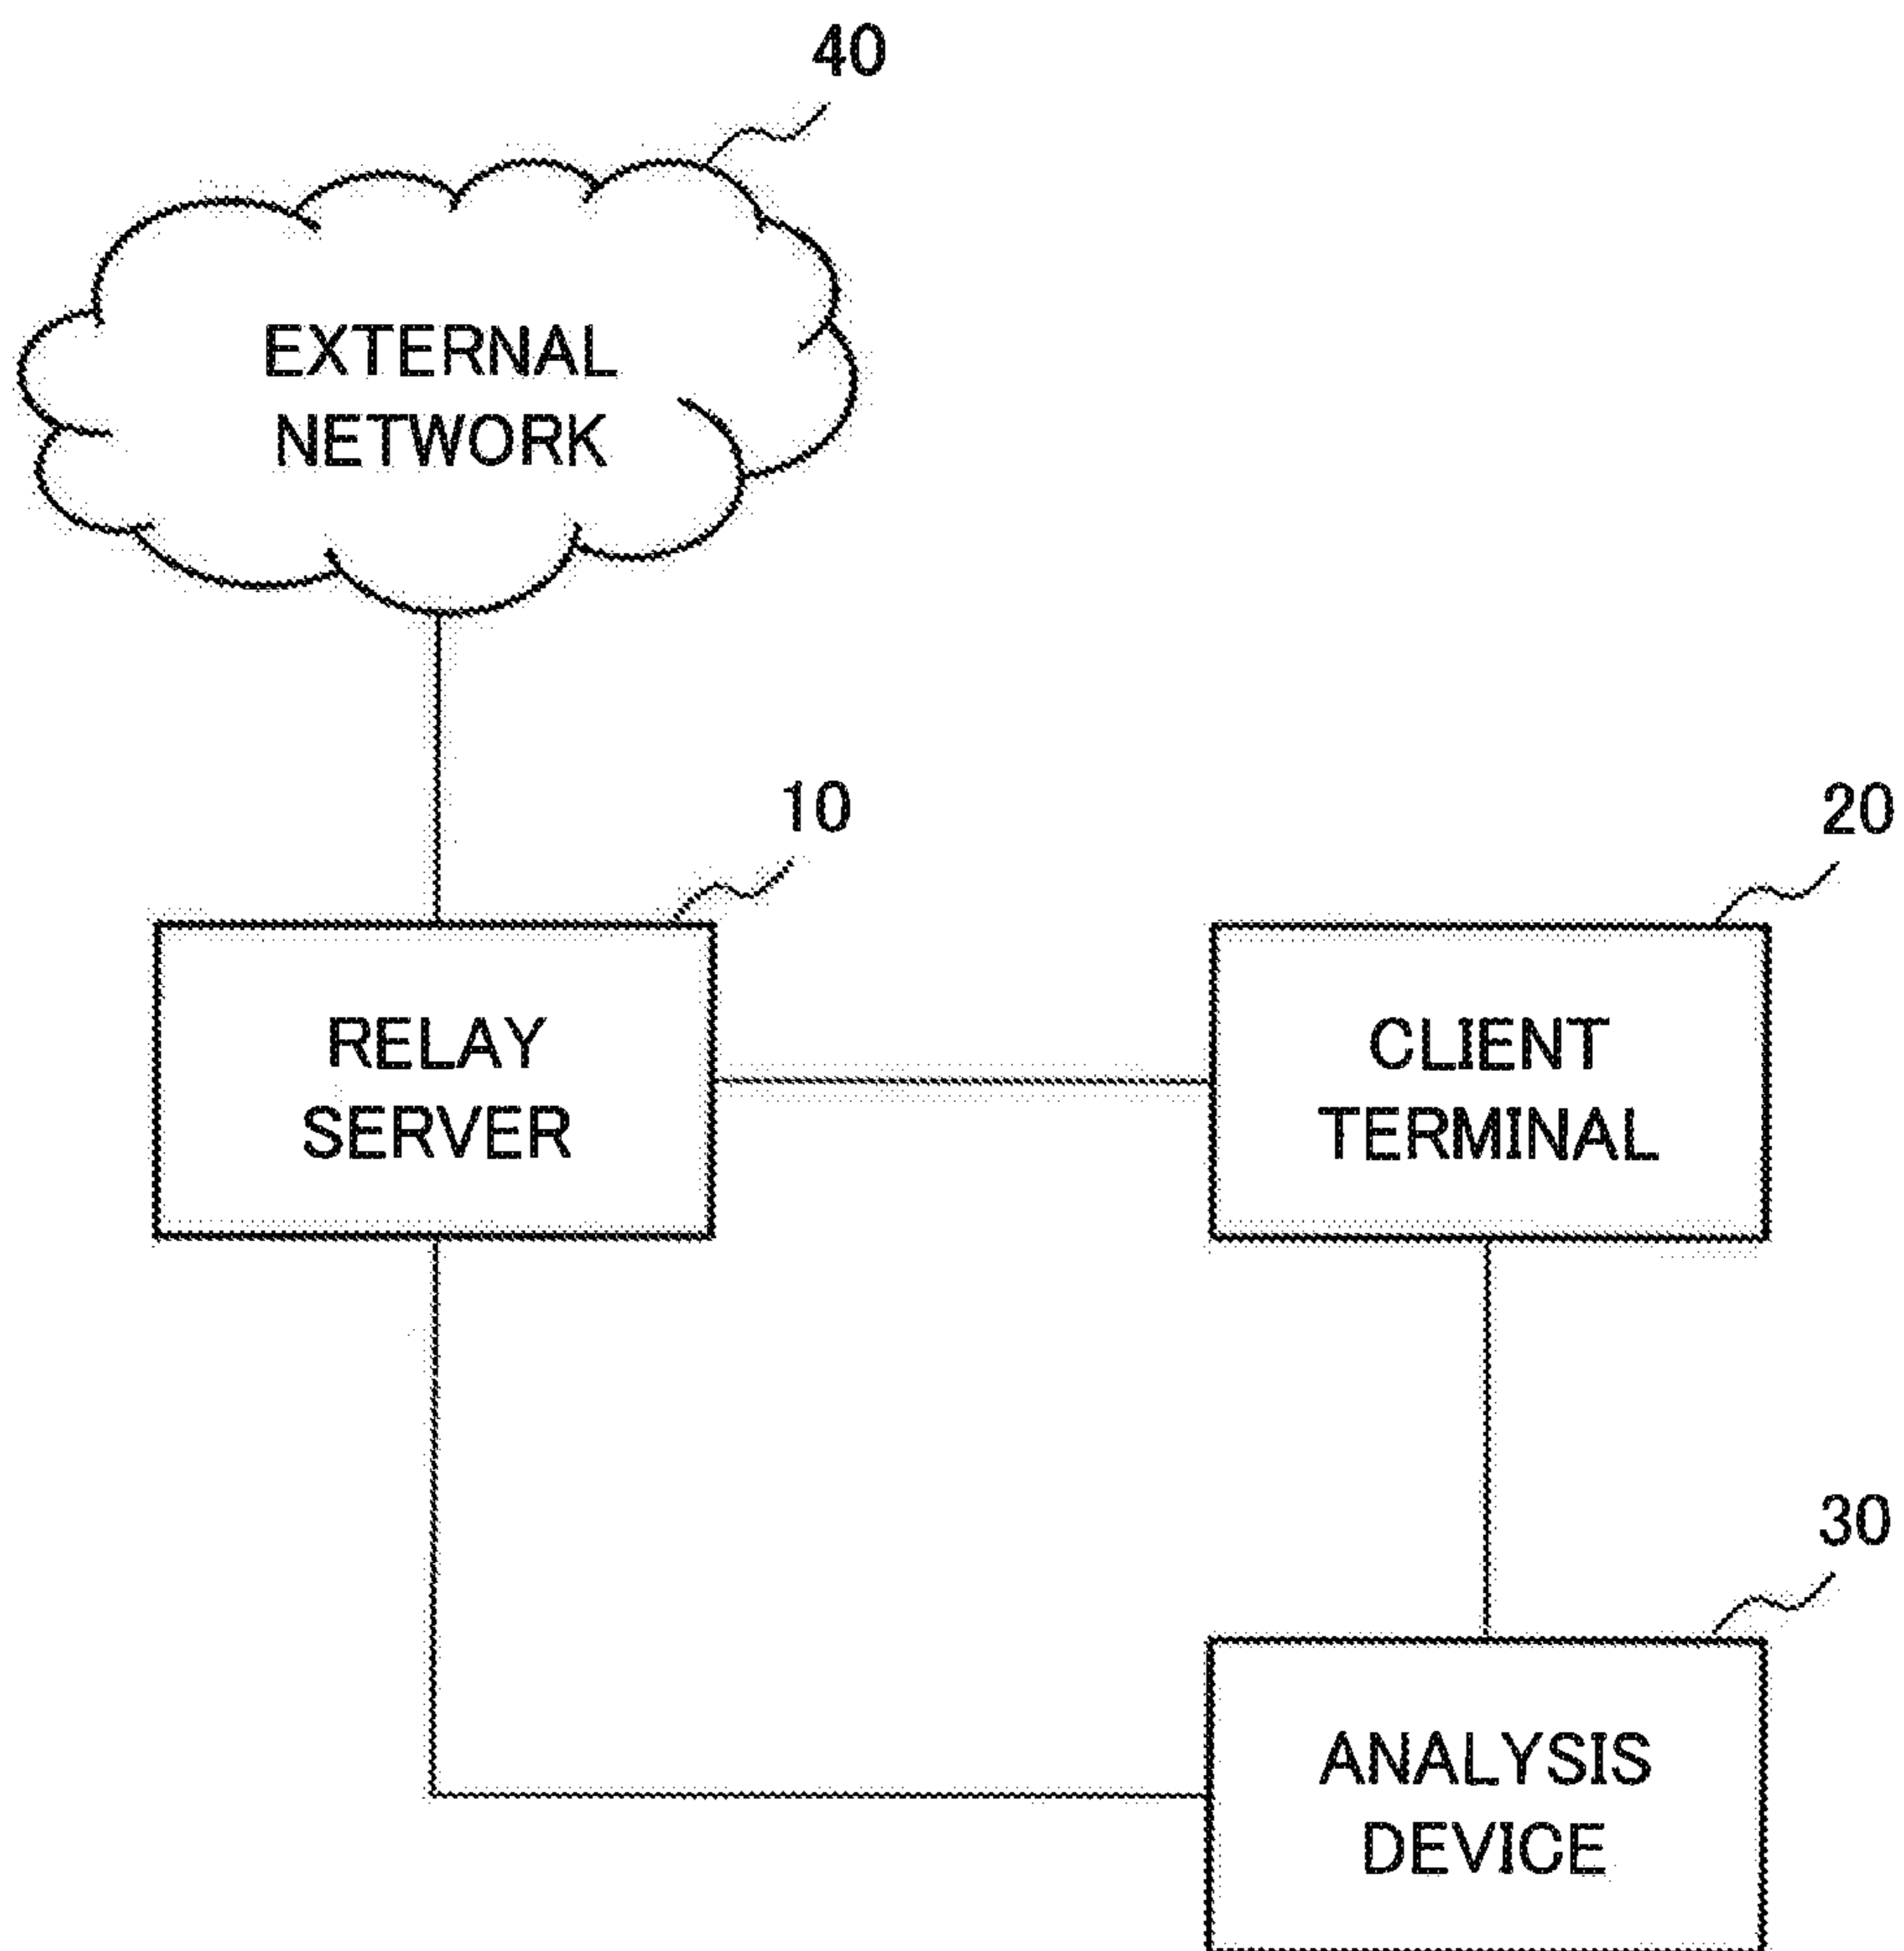 40
EXTERNAL
NETWORK
10
20
RELAY
SERVER
CLIENT
TERMINAL
30
ANALYSIS
DEVICE